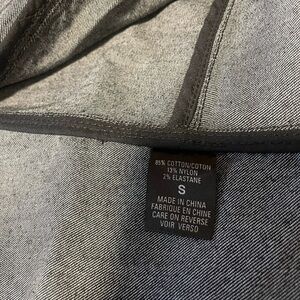 85% COTTON/COTON
13% NYLON
2% ELASTANE
S
MADE IN CHINA
FABRIQUE EN CHINE
CARE ON REVERSE
VOIR VERSO